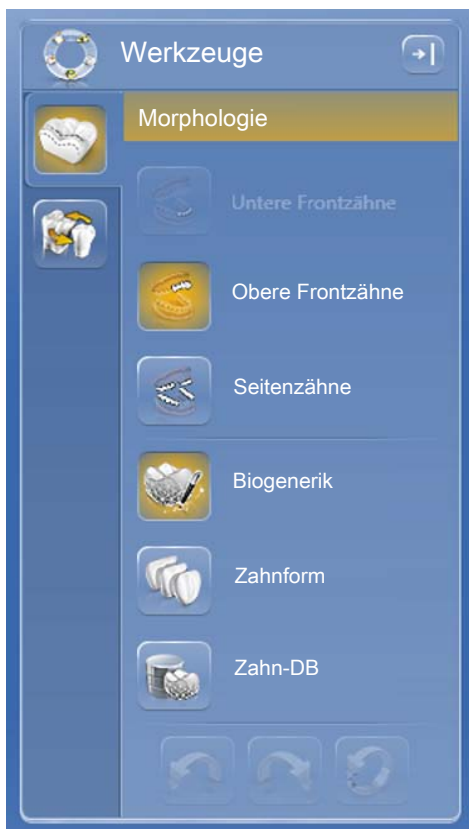 Werkzeuge
Morphologie
Untere Frontzähne
Obere Frontzähne
Seitenzähne
Biogenerik
Zahnform
Zahn-DB